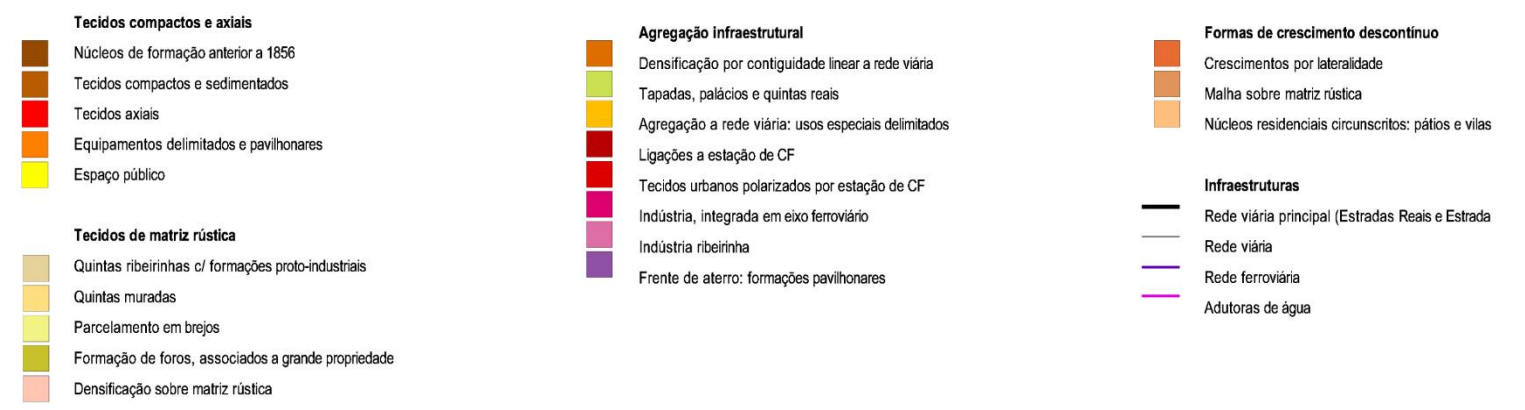 Tecidos compactos e axiais
Núcleos de formação anterior a 1856
Tecidos compactos e sedimentados
Tecidos axiais
Equipamentos delimitados e pavilhonares
Espaço público
Tecidos de matriz rústica
Quintas ribeirinhas c/ formações proto-industriais
Quintas muradas
Parcelamento em brejos
Formação de foros, associados a grande propriedade
Densificação sobre matriz rústica
Agregação infraestrutural
Densificação por contiguidade linear a rede viária
Tapadas, palácios e quintas reais
Agregação a rede viária: usos especiais delimitados
Ligações a estação de CF
Tecidos urbanos polarizados por estação de CF
Indústria, integrada em eixo ferroviário
Indústria ribeirinha
Frente de aterro: formações pavilhonares
Formas de crescimento descontínuo
Crescimentos por lateralidade
Malha sobre matriz rústica
Núcleos residenciais circunscritos: pátios e vilas
Infraestruturas
Rede viária principal (Estradas Reais e Estrada
Rede viária
Rede ferroviária
Adutoras de água